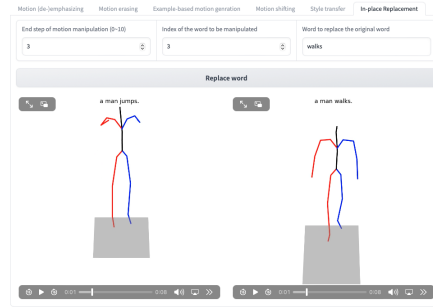 Motion (de-)emphasizing Motion erasing Example-based motion genration Motion shifting Style transfer In-place Replacement
End step of motion manipulation (0~10) Index of the word to be manipulated Word to replace the original word
3 3 walks
Replace word
a man jumps. a man walks.
0:01 0:08 0:01 0:08